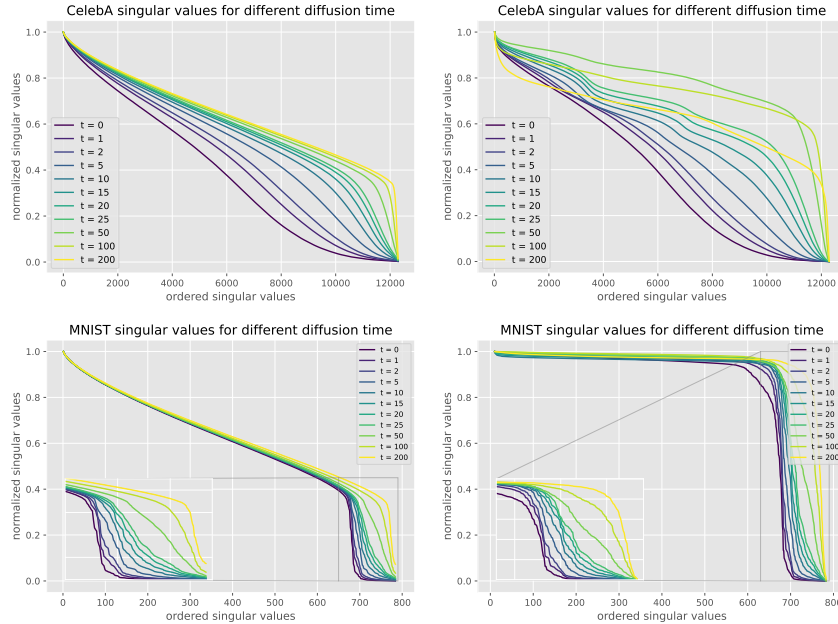 CelebA singular values for different diffusion time
1.0
0.8
0.6
0.4
0.2
0.0
normalized singular values
t = 0
t = 1
t = 2
t = 5
t = 10
t = 15
t = 20
t = 25
t = 50
t = 100
t = 200
0 2000 4000 6000 8000 10000 12000
ordered singular values
CelebA singular values for different diffusion time
1.0
0.8
0.6
0.4
0.2
0.0
normalized singular values
t = 0
t = 1
t = 2
t = 5
t = 10
t = 15
t = 20
t = 25
t = 50
t = 100
t = 200
0 2000 4000 6000 8000 10000 12000
ordered singular values
MNIST singular values for different diffusion time
1.0
0.8
0.6
0.4
0.2
0.0
normalized singular values
t = 0
t = 1
t = 2
t = 5
t = 10
t = 15
t = 20
t = 25
t = 50
t = 100
t = 200
0 100 200 300 400 500 600 700 800
ordered singular values
MNIST singular values for different diffusion time
1.0
0.8
0.6
0.4
0.2
0.0
normalized singular values
t = 0
t = 1
t = 2
t = 5
t = 10
t = 15
t = 20
t = 25
t = 50
t = 100
t = 200
0 100 200 300 400 500 600 700 800
ordered singular values